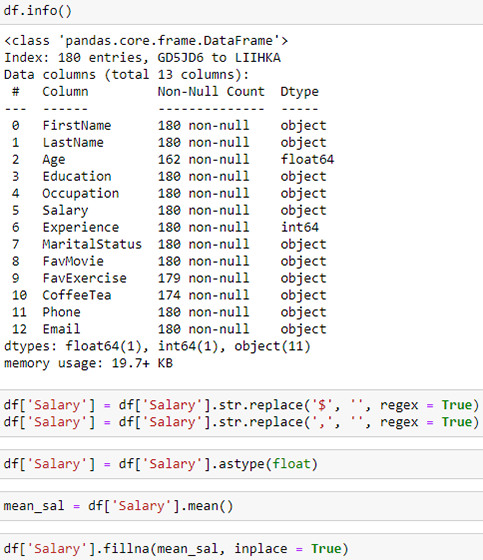 df.info()
<class 'pandas.core.frame.DataFrame'>
Index: 180 entries, GD5JD6 to LIIHKA
Data columns (total 13 columns):
 #   Column         Non-Null Count  Dtype
---  ------         --------------  -----
 0   FirstName      180 non-null    object
 1   LastName       180 non-null    object
 2   Age            162 non-null    float64
 3   Education      180 non-null    object
 4   Occupation     180 non-null    object
 5   Salary         180 non-null    object
 6   Experience     180 non-null    int64
 7   MaritalStatus  180 non-null    object
 8   FavMovie       180 non-null    object
 9   FavExercise    179 non-null    object
 10  CoffeeTea      174 non-null    object
 11  Phone          180 non-null    object
 12  Email          180 non-null    object
dtypes: float64(1), int64(1), object(11)
memory usage: 19.7+ KB
df['Salary'] = df['Salary'].str.replace('$', '', regex = True)
df['Salary'] = df['Salary'].str.replace(',', '', regex = True)
df['Salary'] = df['Salary'].astype(float)
mean_sal = df['Salary'].mean()
df['Salary'].fillna(mean_sal, inplace = True)